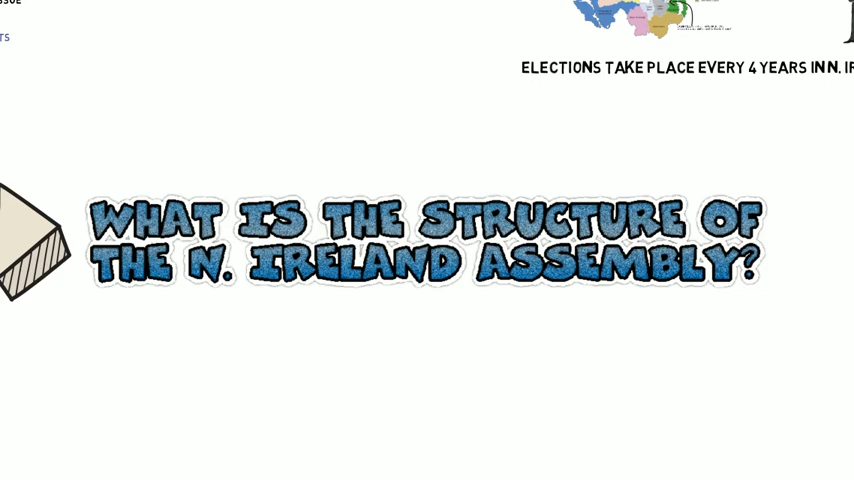 ELECTIONS TAKE PLACE EVERY 4 YEARS IN N. IR
WHAT IS THE STRUCTURE OF
THE N. IRELAND ASSEMBLY?